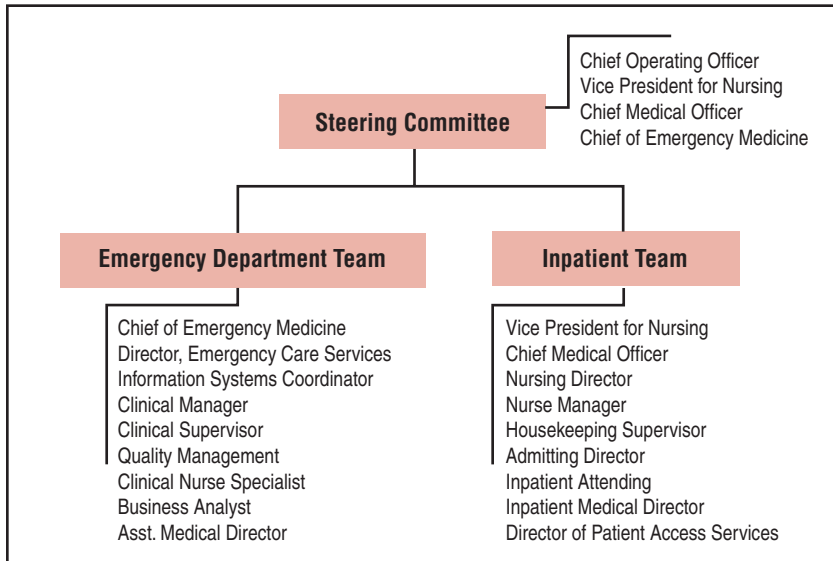 Chief Operating Officer
Vice President for Nursing
Chief Medical Officer
Chief of Emergency Medicine
Steering Committee
Emergency Department Team
Chief of Emergency Medicine
Director, Emergency Care Services
Information Systems Coordinator
Clinical Manager
Clinical Supervisor
Quality Management
Clinical Nurse Specialist
Business Analyst
Asst. Medical Director
Inpatient Team
Vice President for Nursing
Chief Medical Officer
Nursing Director
Nurse Manager
Housekeeping Supervisor
Admitting Director
Inpatient Attending
Inpatient Medical Director
Director of Patient Access Services